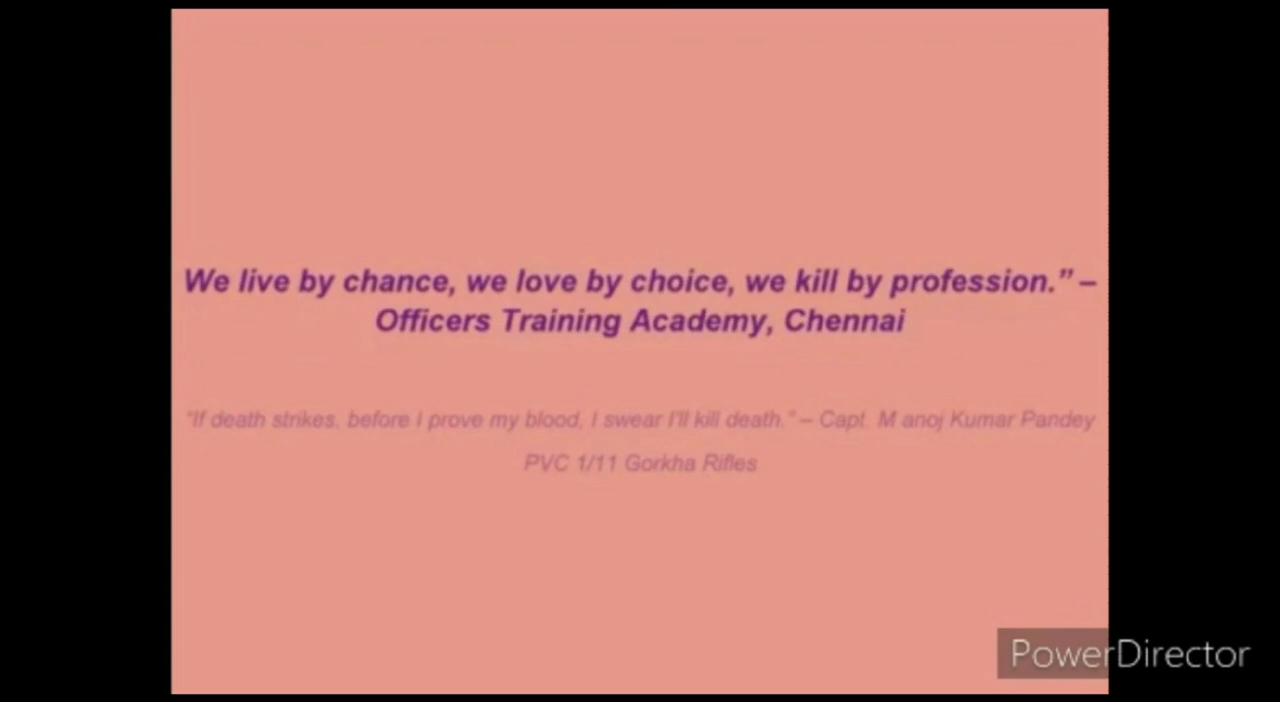 We live by chance, we love by choice, we kill by profession.” –
Officers Training Academy, Chennai
"If death strikes, before I prove my blood, I swear I'll kill death." – Capt. M anoj Kumar Pandey
PVC 1/11 Gorkha Rifles
PowerDirector